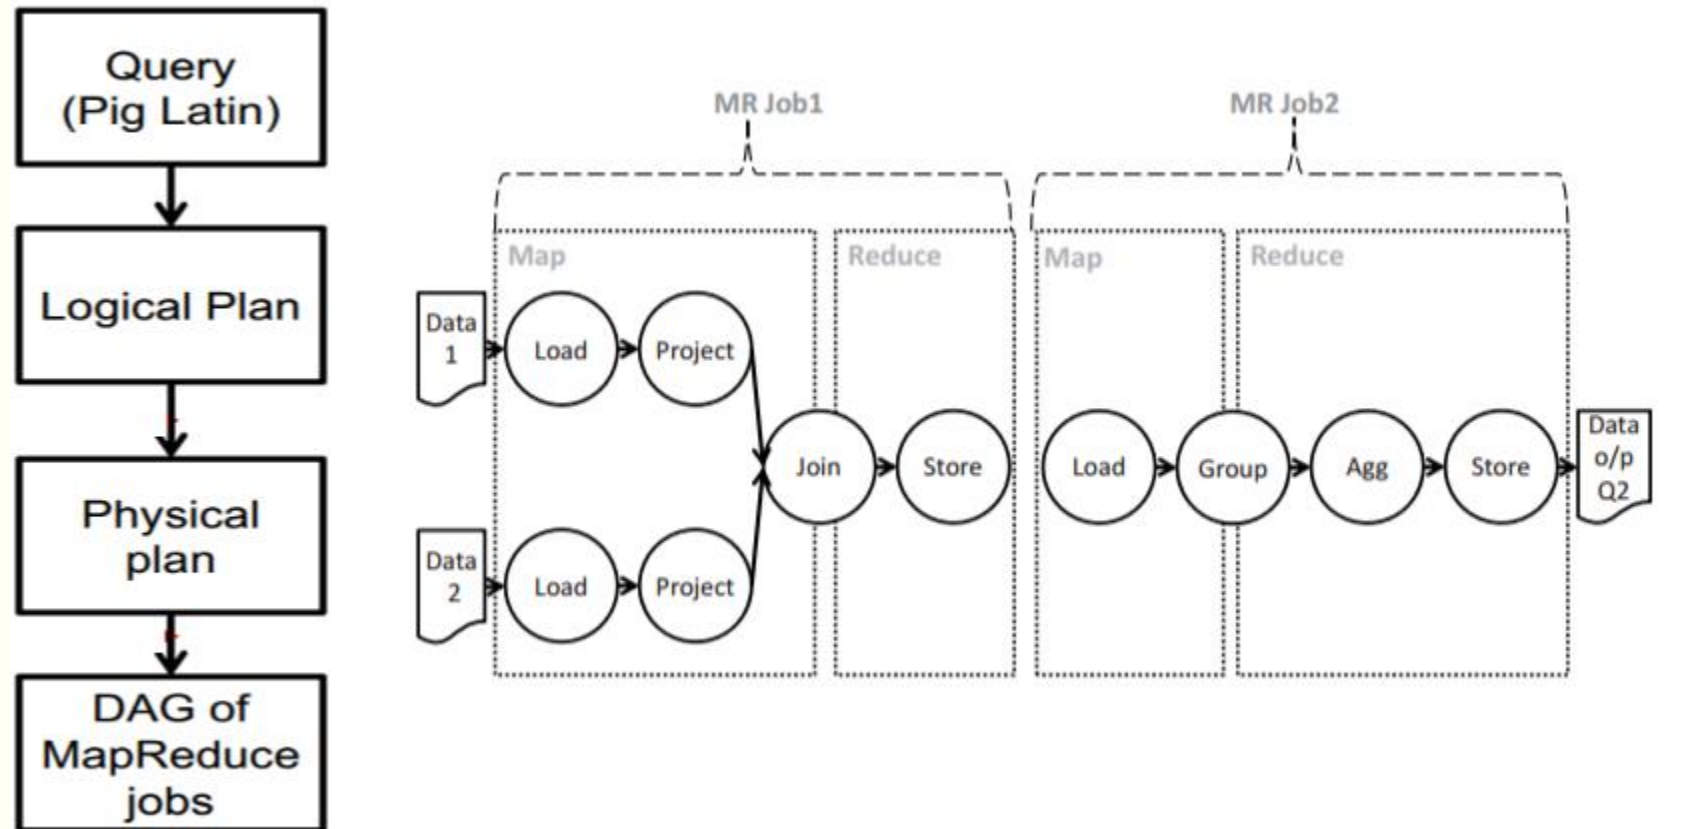 Query
(Pig Latin)
Logical Plan
Physical
plan
DAG of
MapReduce
jobs
MR Job1
MR Job2
Map
Reduce
Map
Reduce
Data
1
Load
Project
Join
Store
Load
Group
Agg
Store
Data
o/p
Q2
Data
2
Load
Project